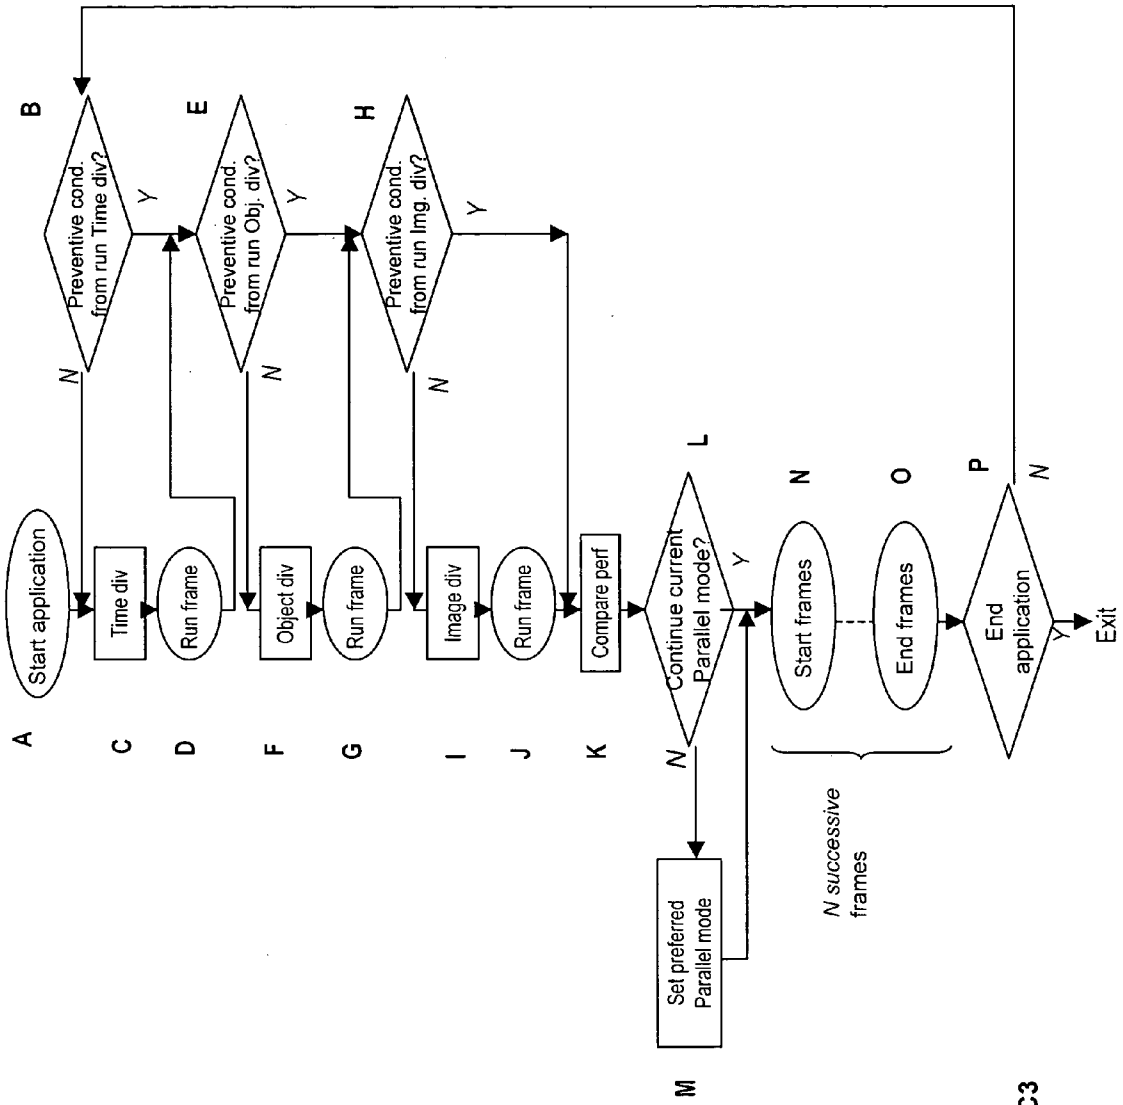 B
E
H
Preventive cond.
from run Time div?
Preventive cond.
from run Obj. div?
Preventive cond.
from run Img. div?
Y
Y
Y
N
N
N
A
Start application
C
Time div
D
Run frame
F
Object div
G
Run frame
I
Image div
J
Run frame
K
Compare perf
L
Continue current
Parallel mode?
Y
N
M
Set preferred
Parallel mode
N
Start frames
O
End frames
N successive
frames
P
End
application
N
Y
Exit
C3